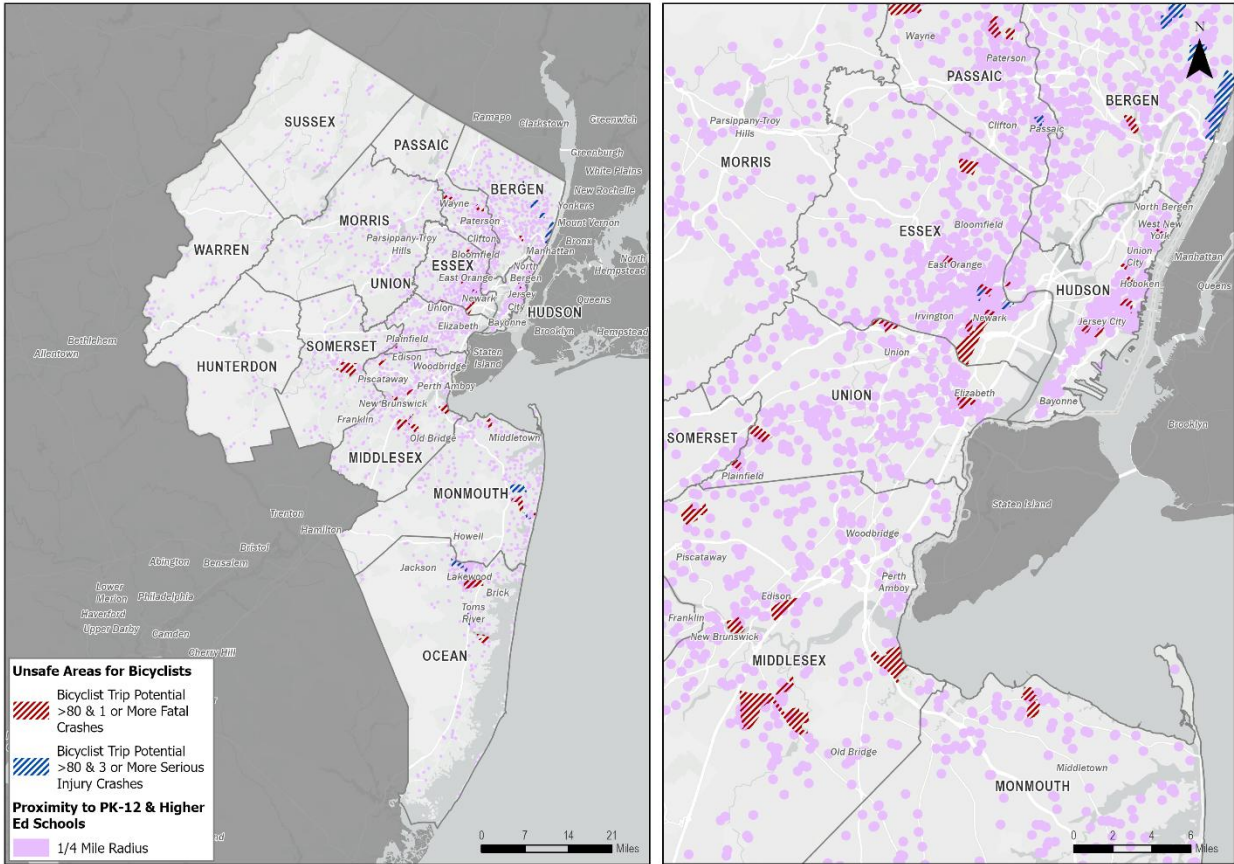 Ramapo
Clarkstown
Greenwich
SUSSEX
PASSAIC
Greenburgh
White Plains
BERGEN
New Rochelle
Wayne
Yonkers
MORRIS
Paterson
Mount Vernon
Parsippany-Troy
Hills
Clifton
Bronx
WARREN
Bloomfield
Manhattan
ESSEX
North
Bergen
North
Hempstead
UNION
East Orange
Newark
Jersey
City
Queens
Union
HUDSON
Elizabeth
Bayonne
Brooklyn
Hempstead
Bethlehem
Allentown
SOMERSET
Plainfield
Staten
Island
Edison
Woodbridge
HUNTERDON
Piscataway
Perth Amboy
New Brunswick
Franklin
Old Bridge
Middletown
MIDDLESEX
MONMOUTH
Trenton
Hamilton
Howell
Bristol
Abington
Bensalem
Jackson
Lakewood
Lower
Merion
Philadelphia
Brick
Haverford
Upper Darby
Toms
River
Camden
Cherry Hill
OCEAN
Unsafe Areas for Bicyclists
Bicyclist Trip Potential
>80 & 1 or More Fatal
Crashes
Bicyclist Trip Potential
>80 & 3 or More Serious
Injury Crashes
Proximity to PK-12 & Higher
Ed Schools
1/4 Mile Radius
0 7 14 21
Miles
N
Wayne
Paterson
PASSAIC
BERGEN
Parsippany-Troy
Hills
Clifton
Passaic
MORRIS
North Bergen
Bloomfield
West New
York
ESSEX
Union
City
Manhattan
East Orange
HUDSON
Hoboken
Queens
Irvington
Newark
Jersey City
Union
Elizabeth
UNION
Bayonne
SOMERSET
Brooklyn
Plainfield
Staten Island
Woodbridge
Piscataway
Perth
Amboy
Edison
Franklin
New Brunswick
MIDDLESEX
Old Bridge
Middletown
MONMOUTH
0 2 4 6
Miles